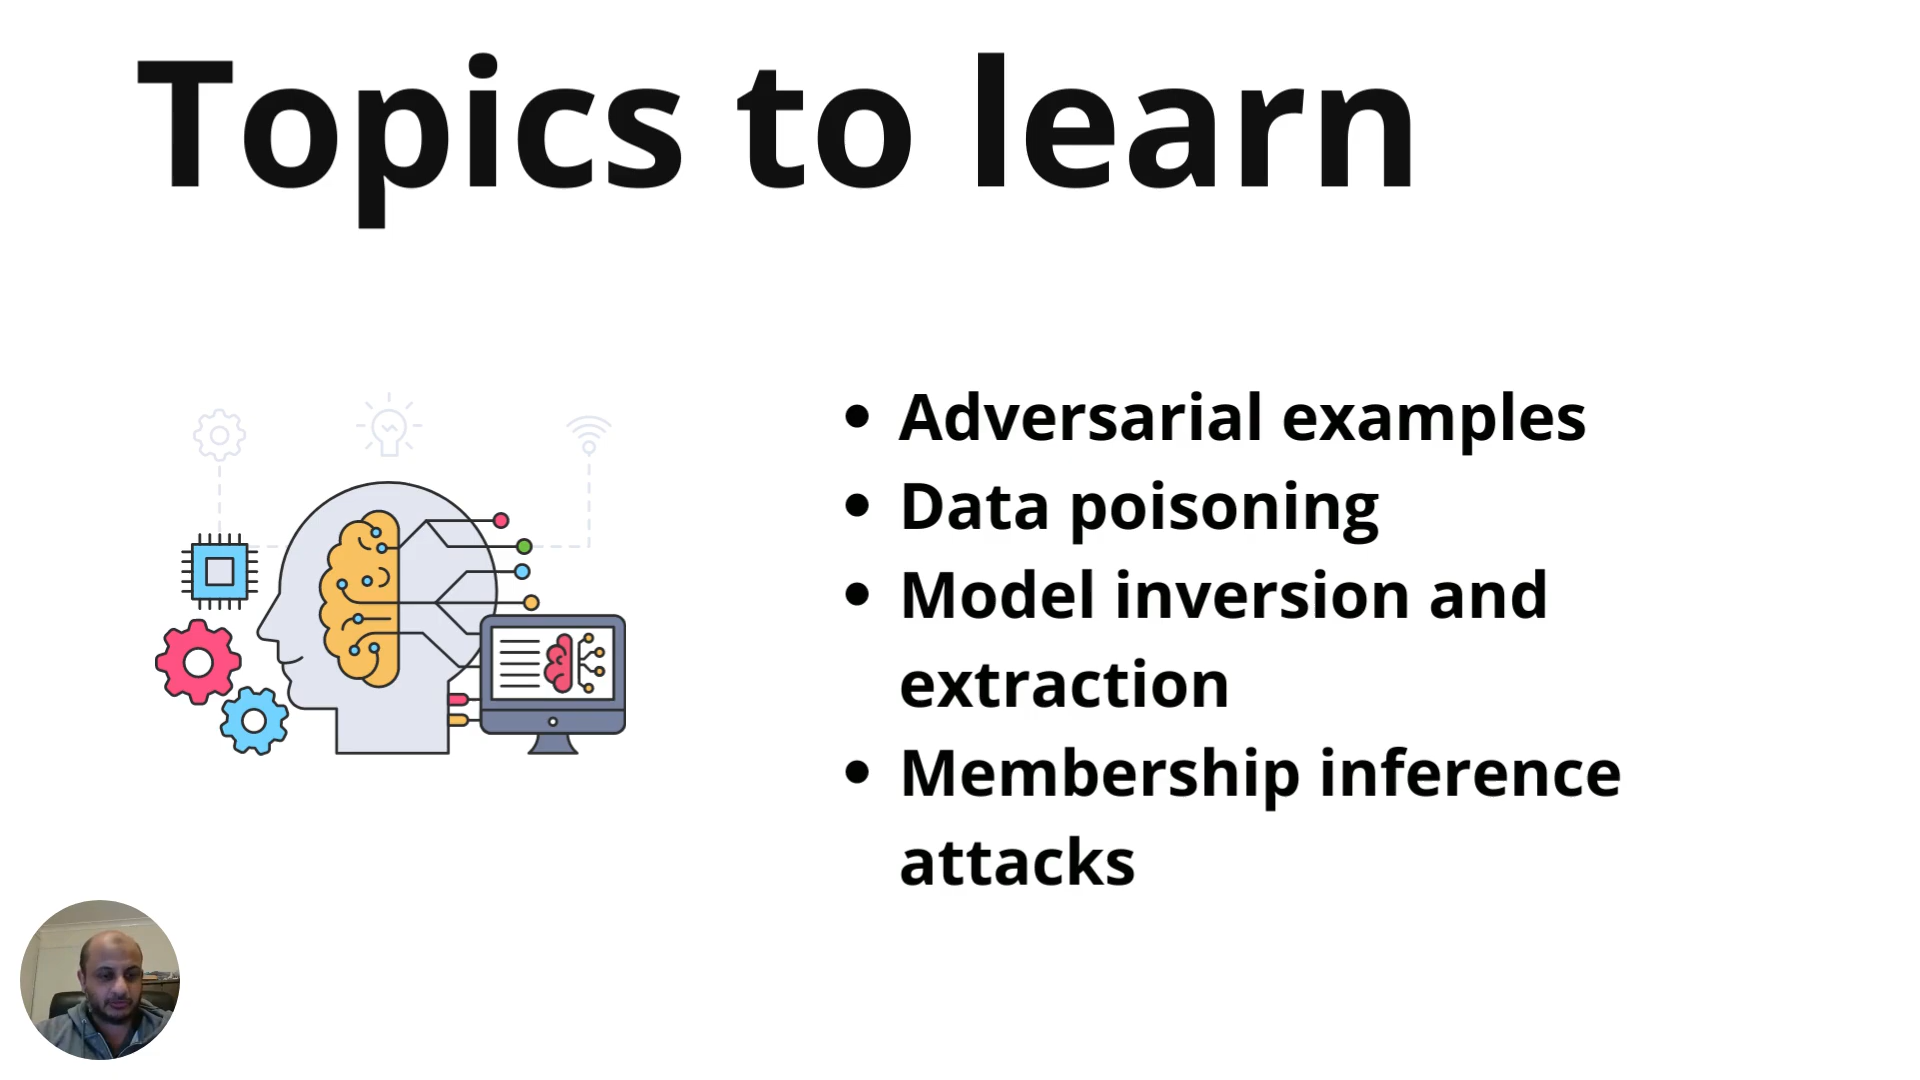 Topics to learn
• Adversarial examples
• Data poisoning
• Model inversion and
extraction
• Membership inference
attacks